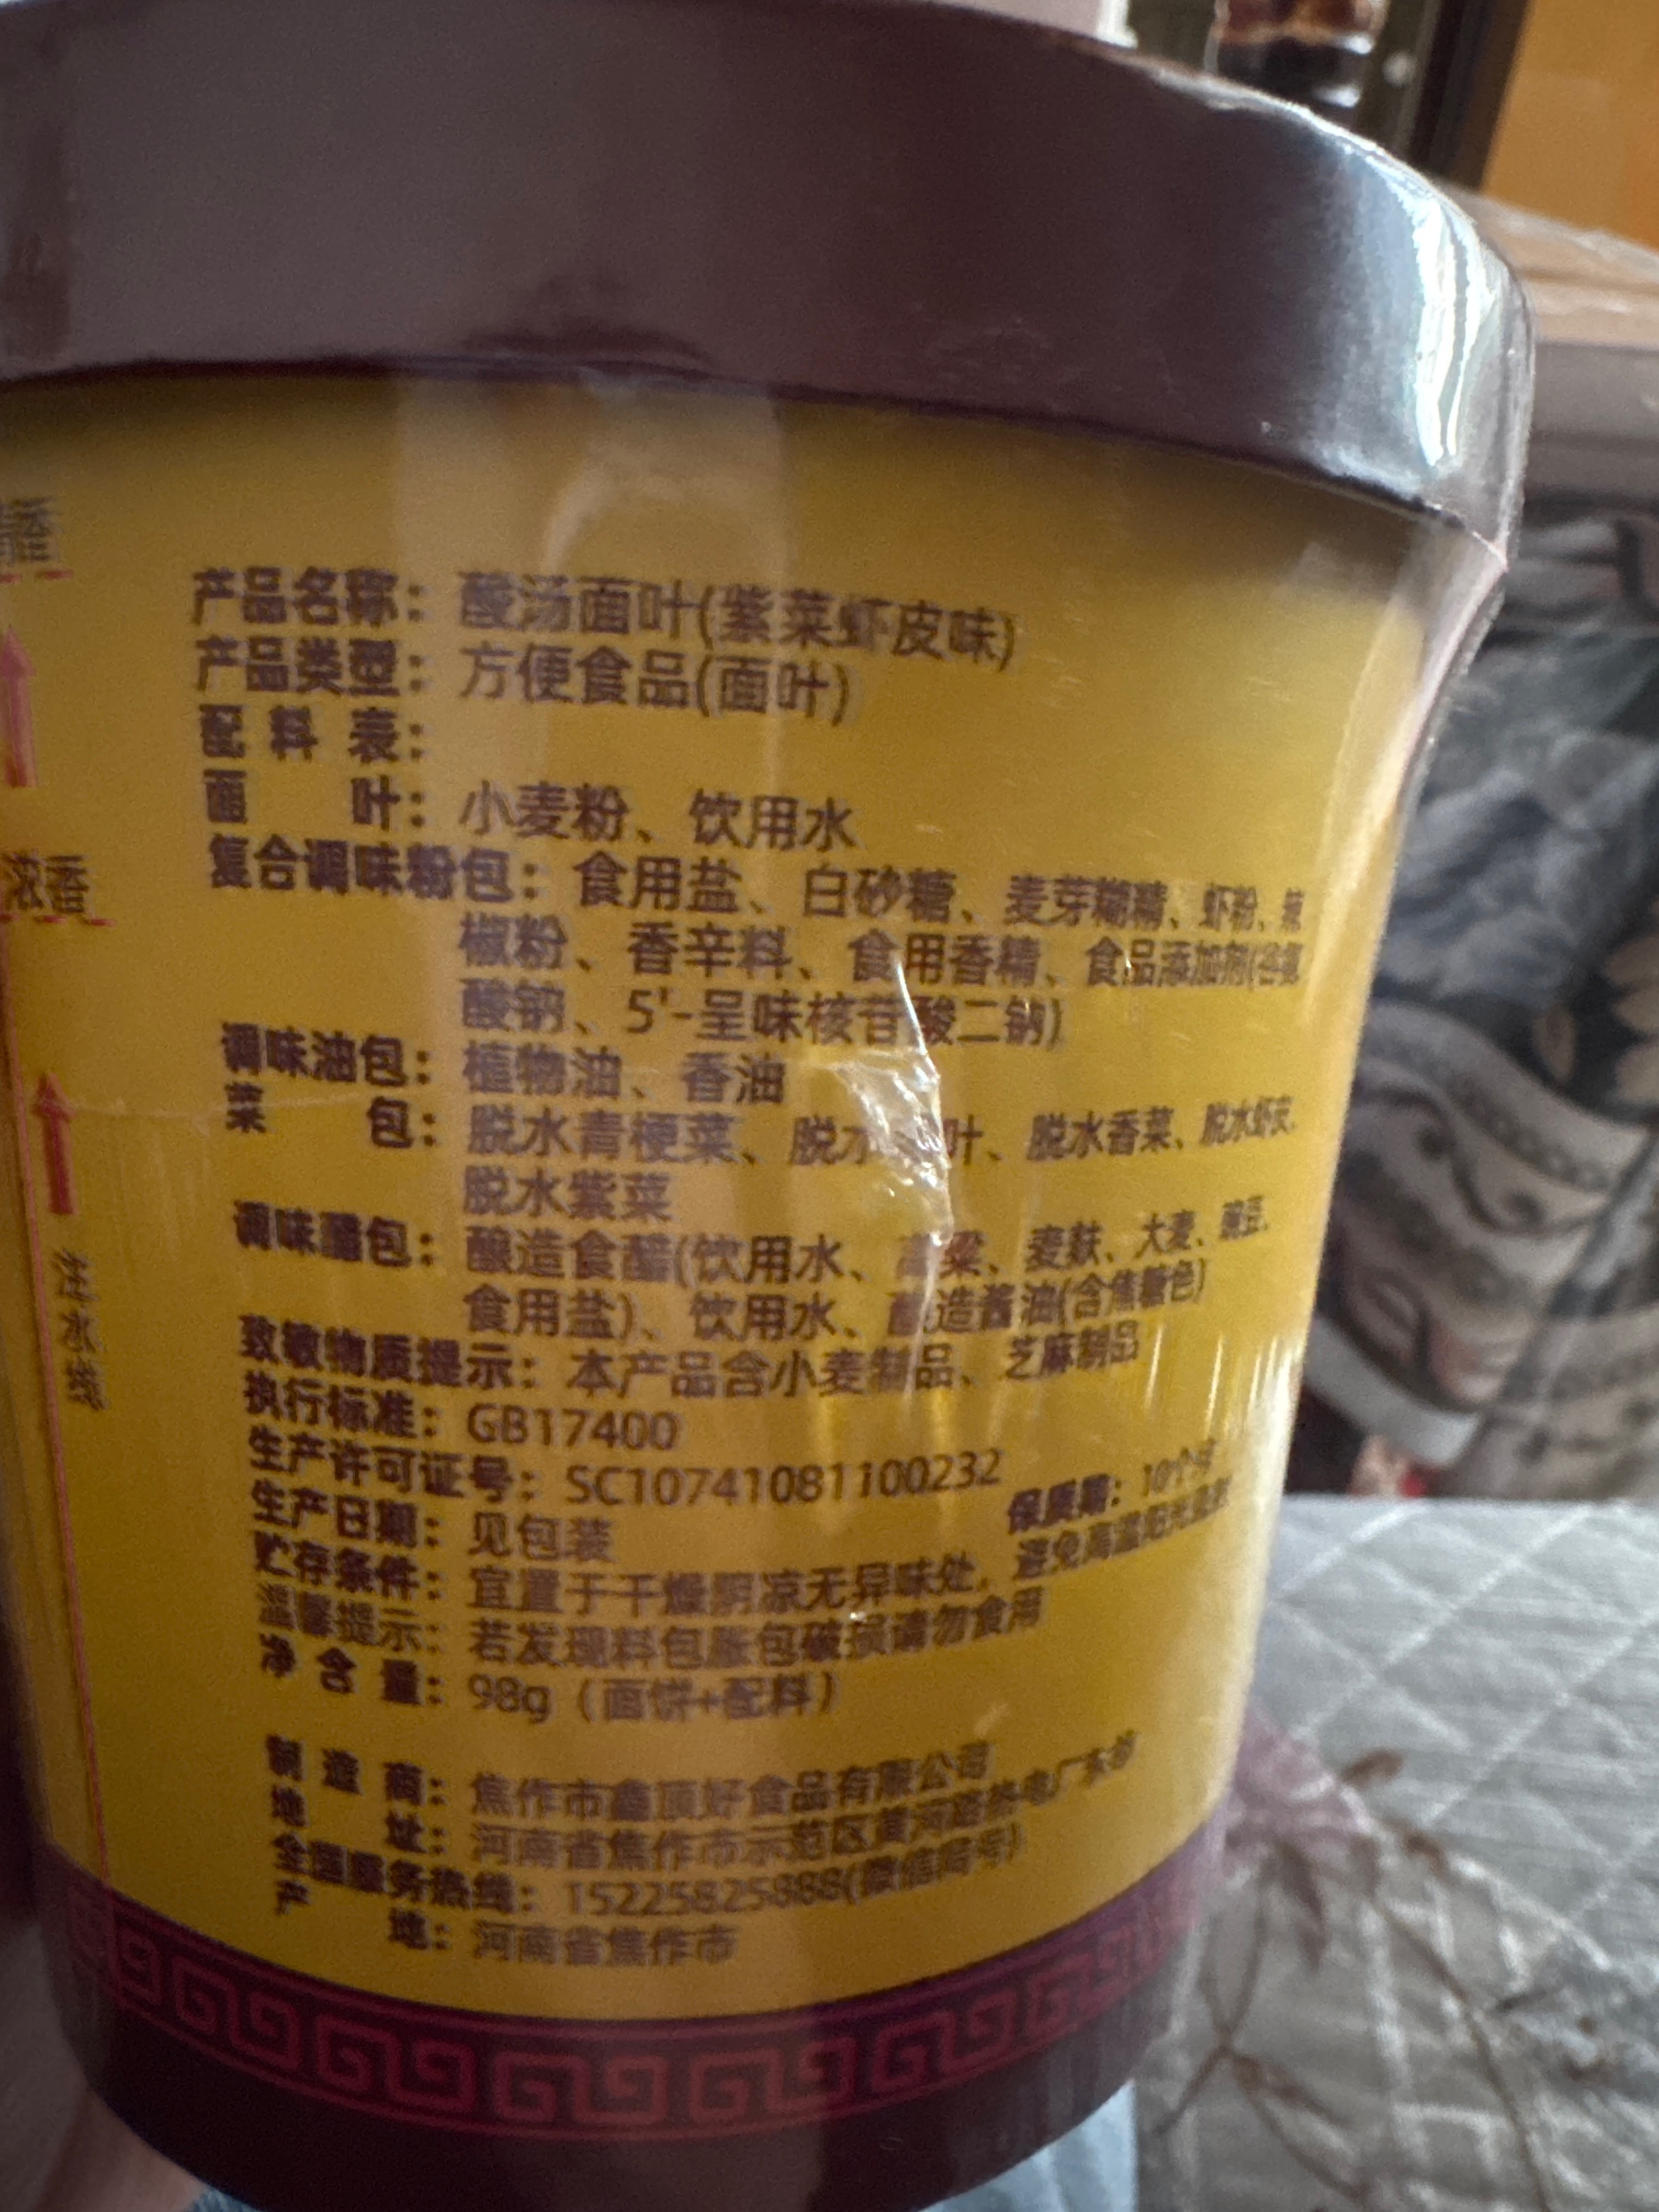 浓香
注水线
产品名称：酸汤面叶(紫菜虾皮味)
产品类型：方便食品(面叶)
配料表：
面叶：小麦粉、饮用水
复合调味粉包：食用盐、白砂糖、麦芽糊精、虾粉、辣
椒粉、香辛料、食用香精、食品添加剂(谷氨
酸钠、5'-呈味核苷酸二钠)
调味油包：植物油、香油
菜包：脱水青梗菜、脱水 叶、脱水香菜、脱水虾皮、
脱水紫菜
调味醋包：酿造食醋(饮用水、高粱、麦麸、大麦、豌豆、
食用盐)、饮用水、酿造酱油(含焦糖色)
致敏物质提示：本产品含小麦制品、芝麻制品
执行标准：GB17400
生产许可证号：SC10741081100232
生产日期：见包装 保质期：10个月
贮存条件：宜置于干燥阴凉无异味处，避免高温阳光直射
温馨提示：若发现料包胀包破损请勿食用
净含量：98g（面饼+配料）
制造商：焦作市鑫顶好食品有限公司
地址：河南省焦作市示范区黄河路热电厂
全国服务热线：15225825888(微信同号)
产地：河南省焦作市